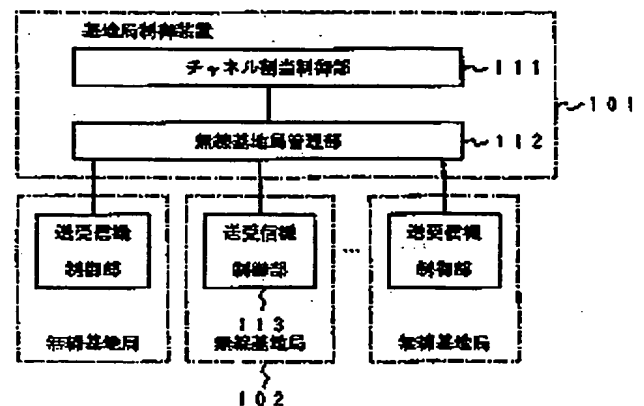 基地局制御装置
チャネル割当制御部
111
101
無線基地局管理部
112
送受信機
制御部
送受信機
制御部
...
送受信機
制御部
113
無線基地局
無線基地局
無線基地局
102